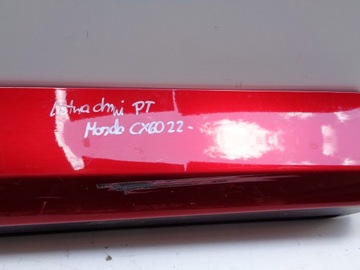 Listwa drzwi PT
Mazda CX60 22-